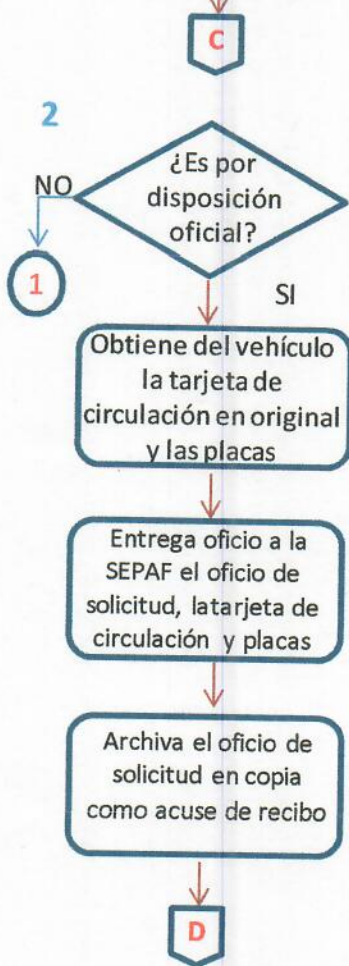 C
2
¿Es por
disposición
oficial?
NO
1
SI
Obtiene del vehículo
la tarjeta de
circulación en original
y las placas
Entrega oficio a la
SEPAF el oficio de
solicitud, latarjeta de
circulación y placas
Archiva el oficio de
solicitud en copia
como acuse de recibo
D